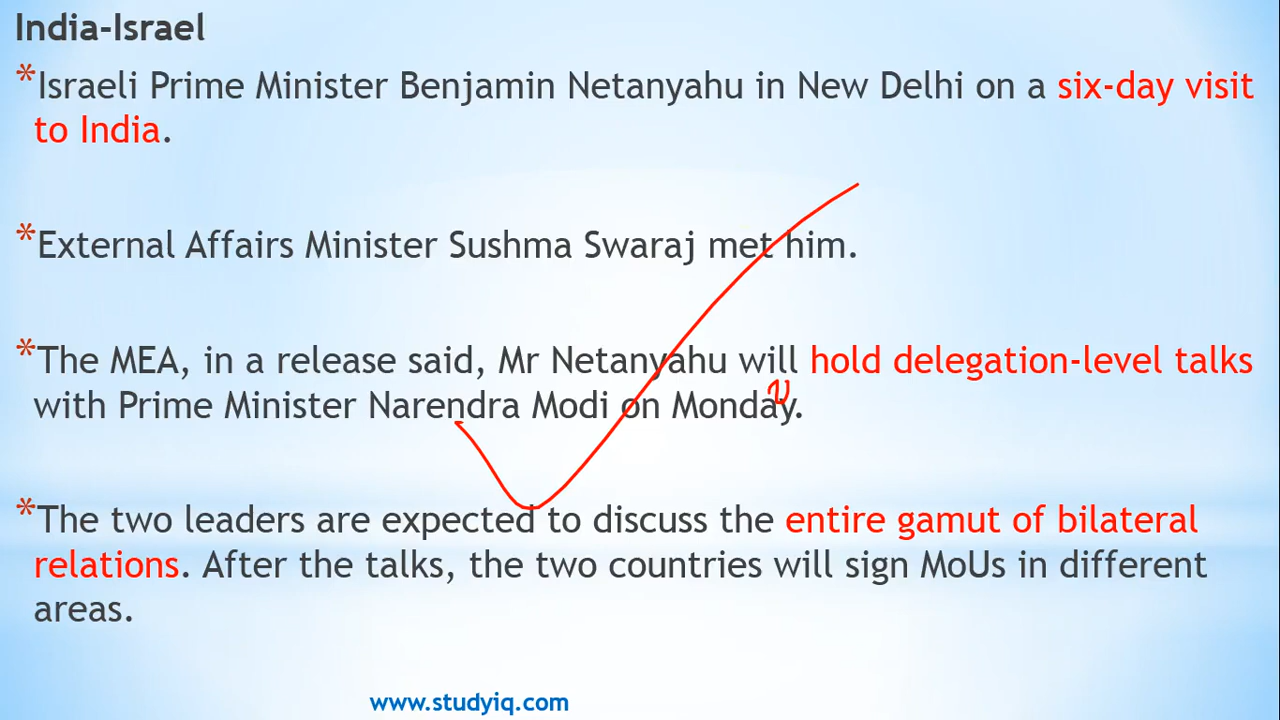 India-Israel
*Israeli Prime Minister Benjamin Netanyahu in New Delhi on a six-day visit
to India.
*External Affairs Minister Sushma Swaraj met him.
*The MEA, in a release said, Mr Netanyahu will hold delegation-level talks
with Prime Minister Narendra Modi on Monday.
*The two leaders are expected to discuss the entire gamut of bilateral
relations. After the talks, the two countries will sign MoUs in different
areas.
www.studyiq.com